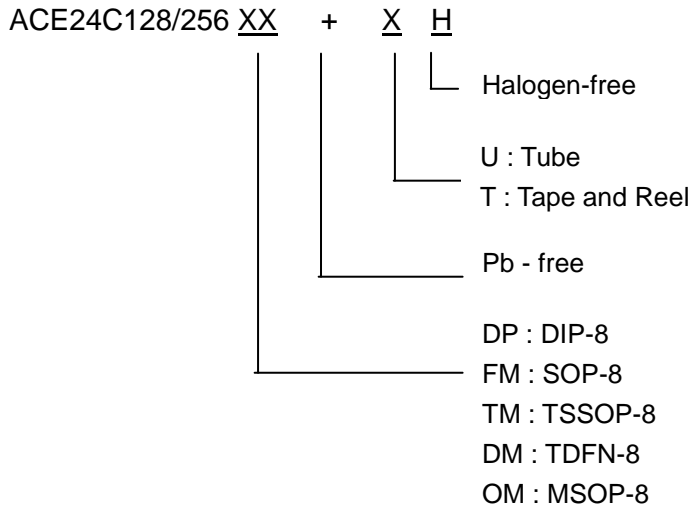 ACE24C128/256 XX + X H
Halogen-free
U : Tube
T : Tape and Reel
Pb - free
DP : DIP-8
FM : SOP-8
TM : TSSOP-8
DM : TDFN-8
OM : MSOP-8